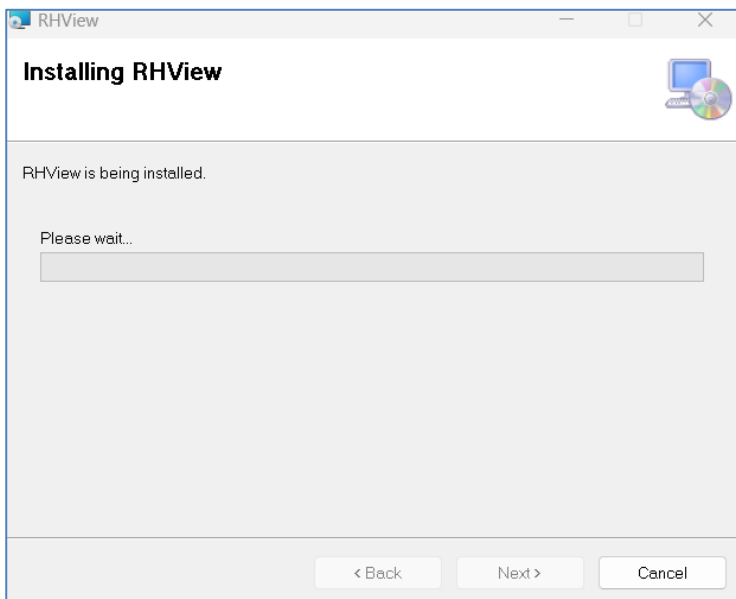 RHView
Installing RHView
RHView is being installed.
Please wait...
< Back
Next >
Cancel